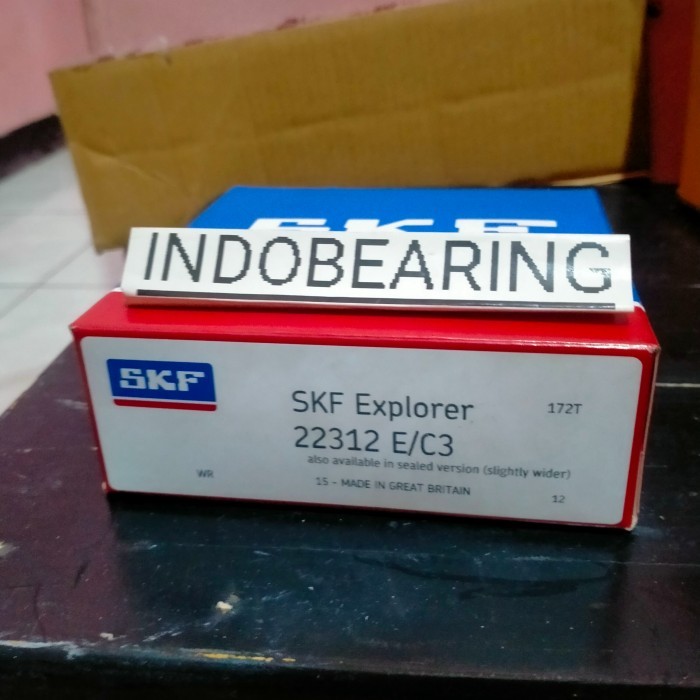 SKF
INDOBEARING
SKF
SKF Explorer
172T
22312 E/C3
also available in sealed version (slightly wider)
WR
15 - MADE IN GREAT BRITAIN
12